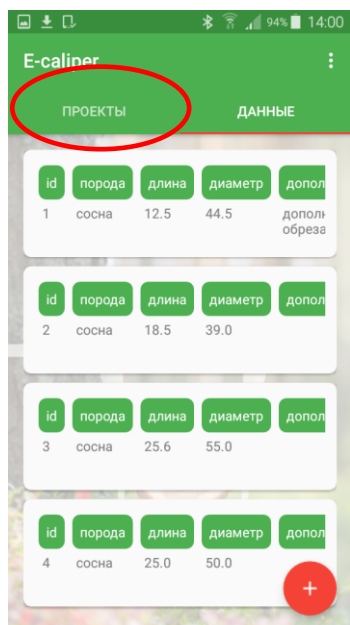 94% 14:00
E-caliper
ПРОЕКТЫ ДАННЫЕ
id порода длина диаметр допол
1 сосна 12.5 44.5 дополн
обреза
id порода длина диаметр допол
2 сосна 18.5 39.0
id порода длина диаметр допол
3 сосна 25.6 55.0
id порода длина диаметр допол
4 сосна 25.0 50.0
+